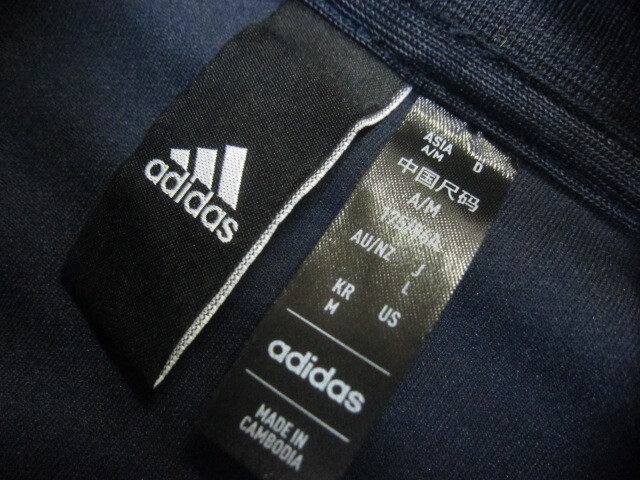 adidas
ASIA D
A/M
中国尺码
A/M
AU/NZ J
L
KR US
M
adidas
MADE IN
CAMBODIA